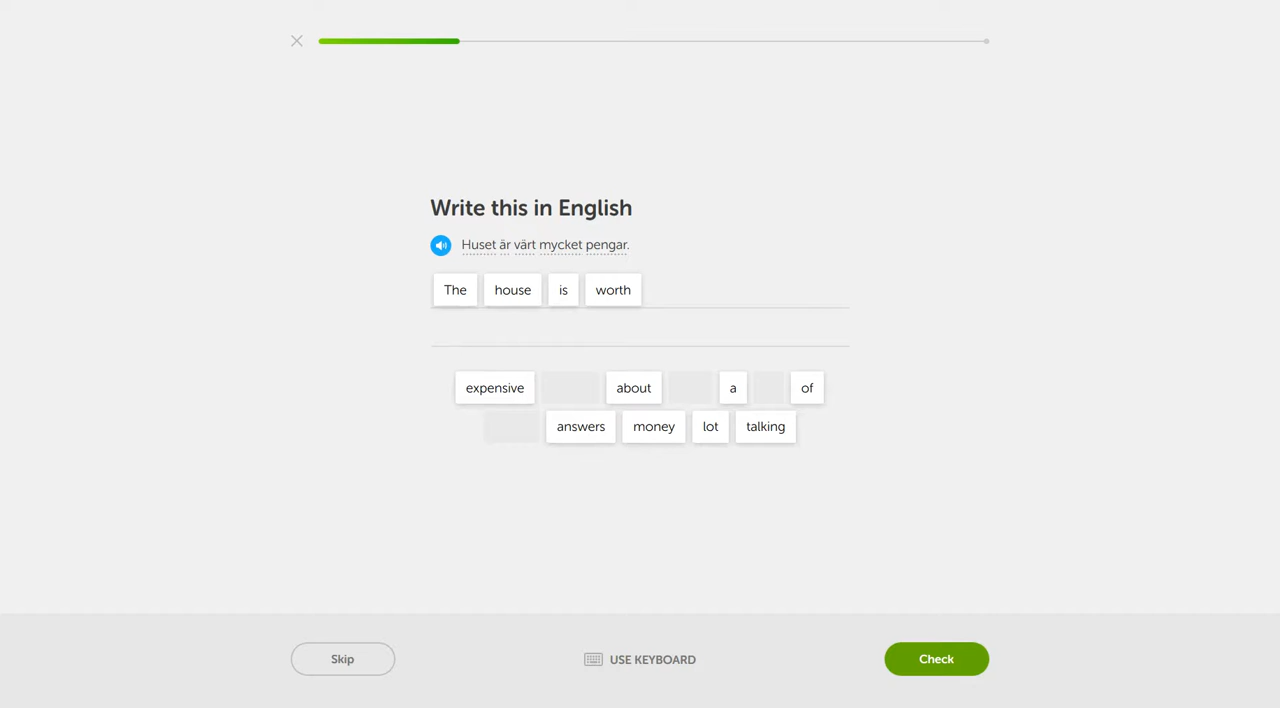 Write this in English
Huset är värt mycket pengar.
The house is worth
expensive about a of
answers money lot talking
Skip USE KEYBOARD Check